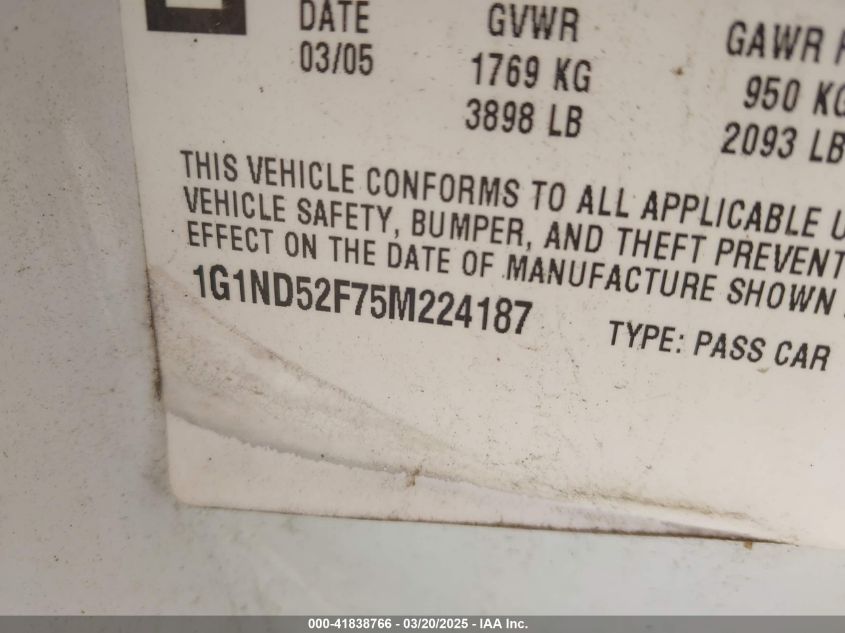 DATE GVWR GAWR
03/05 1769 KG 950 KG
3898 LB 2093 LB
THIS VEHICLE CONFORMS TO ALL APPLICABLE U
VEHICLE SAFETY, BUMPER, AND THEFT PREVENT
EFFECT ON THE DATE OF MANUFACTURE SHOWN
1G1ND52F75M224187 TYPE: PASS CAR
000-41838766 - 03/20/2025 - IAA Inc.